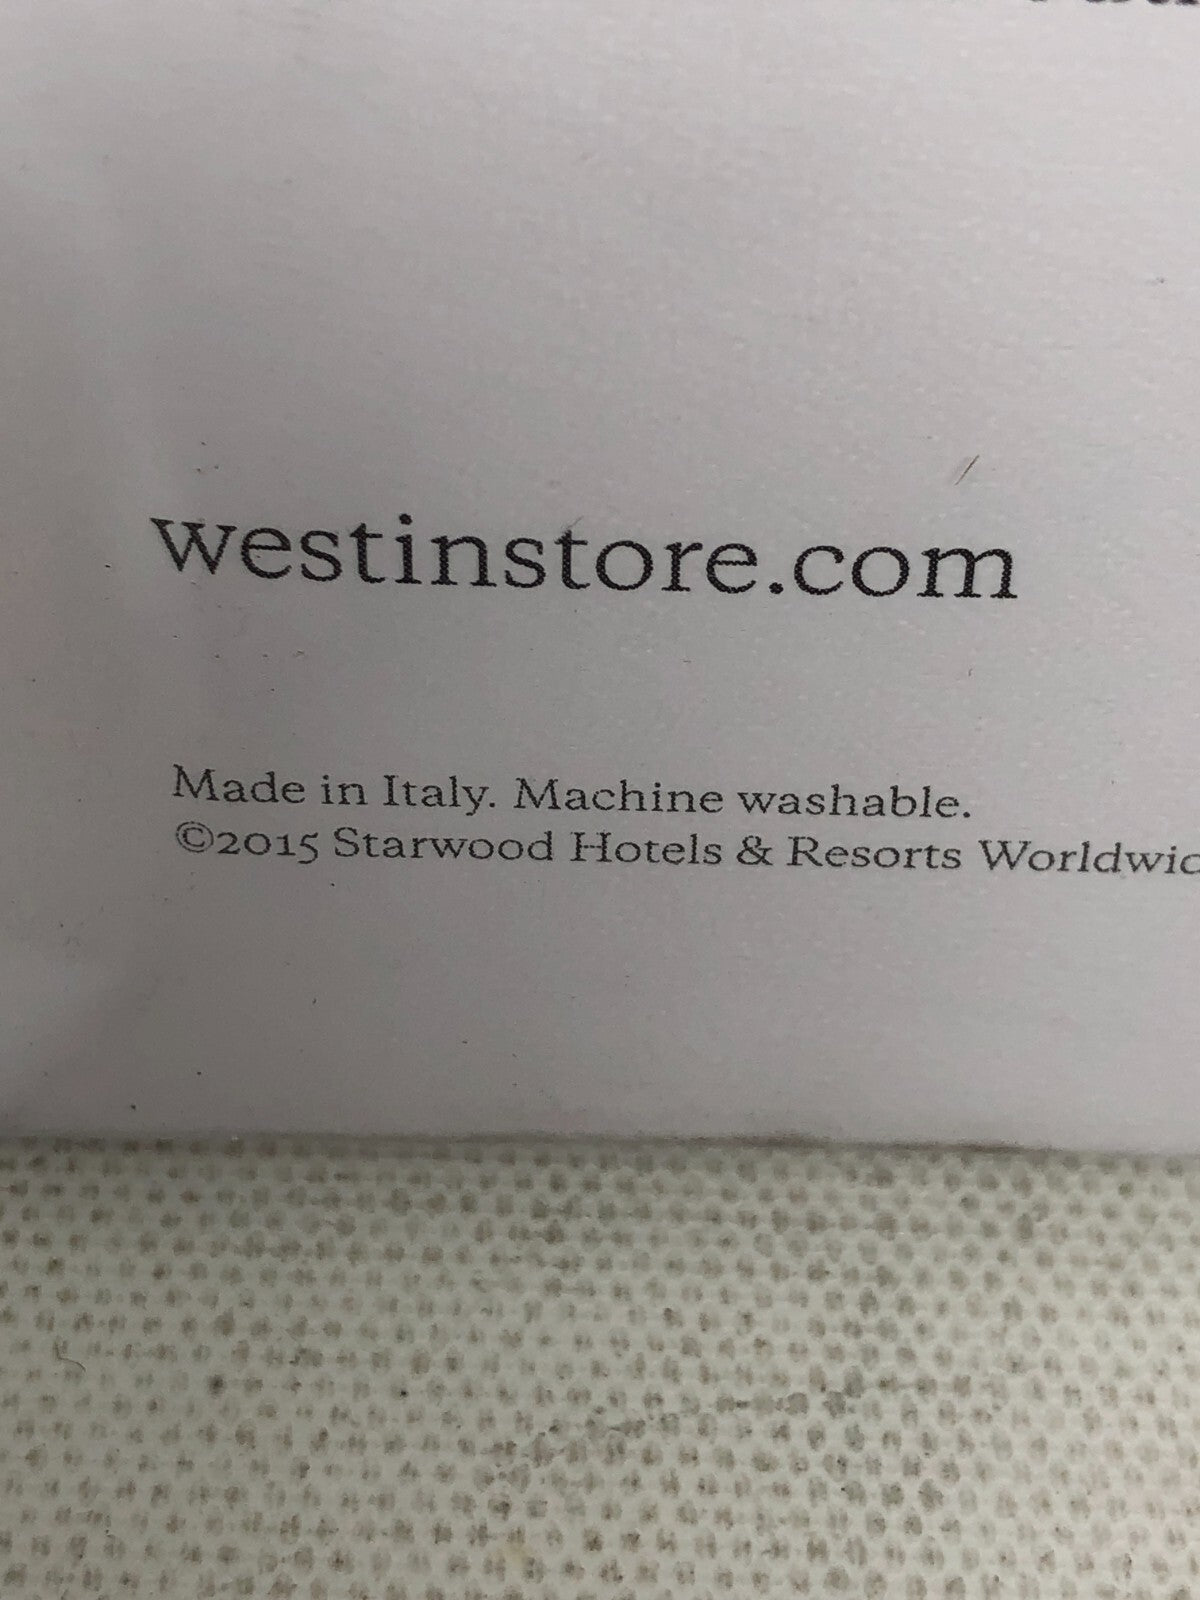 westinstore.com
Made in Italy. Machine washable.
©2015 Starwood Hotels & Resorts